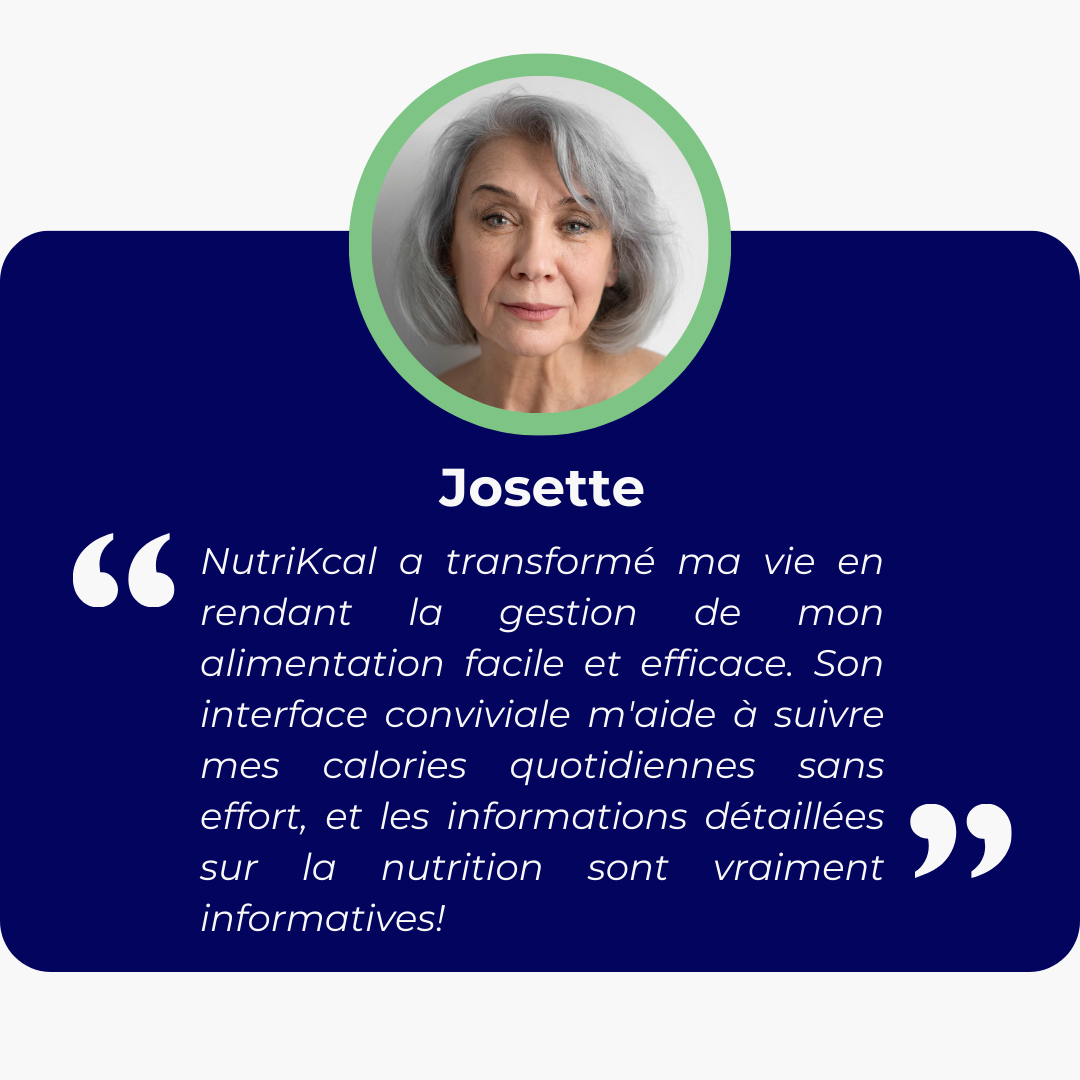 Josette
“
NutriKcal a transformé ma vie en
rendant la gestion de mon
alimentation facile et efficace. Son
interface conviviale m'aide à suivre
mes calories quotidiennes sans
effort, et les informations détaillées
sur la nutrition sont vraiment
informatives!
”